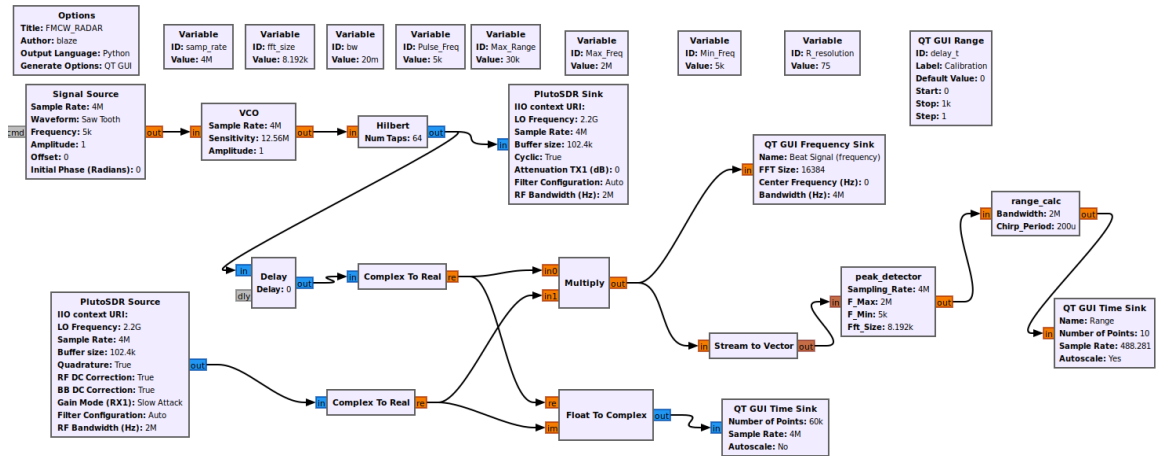 Options
Title: FMCW_RADAR
Author: blaze
Output Language: Python
Generate Options: QT GUI
Variable
ID: samp_rate
Value: 4M
Variable
ID: fft_size
Value: 8.192k
Variable
ID: bw
Value: 20m
Variable
ID: Pulse_Freq
Value: 5k
Variable
ID: Max_Range
Value: 30k
Variable
ID: Max_Freq
Value: 2M
Variable
ID: Min_Freq
Value: 5k
Variable
ID: R_resolution
Value: 75
QT GUI Range
ID: delay_t
Label: Calibration
Default Value: 0
Start: 0
Stop: 1k
Step: 1
Signal Source
Sample Rate: 4M
Waveform: Saw Tooth
Frequency: 5k
Amplitude: 1
Offset: 0
Initial Phase (Radians): 0
cmd
out
VCO
Sample Rate: 4M
Sensitivity: 12.56M
Amplitude: 1
in
out
Hilbert
Num Taps: 64
in
out
PlutoSDR Sink
IIO context URI:
LO Frequency: 2.2G
Sample Rate: 4M
Buffer size: 102.4k
Cyclic: True
Attenuation TX1 (dB): 0
Filter Configuration: Auto
RF Bandwidth (Hz): 2M
in
QT GUI Frequency Sink
Name: Beat Signal (frequency)
FFT Size: 16384
Center Frequency (Hz): 0
Bandwidth (Hz): 4M
in
range_calc
Bandwidth: 2M
Chirp_Period: 200u
in
out
Delay
Delay: 0
in
dly
out
Complex To Real
in
re
Multiply
in0
in1
out
peak_detector
Sampling_Rate: 4M
F_Max: 2M
F_Min: 5k
Fft_Size: 8.192k
in
out
PlutoSDR Source
IIO context URI:
LO Frequency: 2.2G
Sample Rate: 4M
Buffer size: 102.4k
Quadrature: True
RF DC Correction: True
BB DC Correction: True
Gain Mode (RX1): Slow Attack
Filter Configuration: Auto
RF Bandwidth (Hz): 2M
out
QT GUI Time Sink
Name: Range
Number of Points: 10
Sample Rate: 488.281
Autoscale: Yes
in
Stream to Vector
in
out
Complex To Real
in
re
Float To Complex
re
im
out
QT GUI Time Sink
Number of Points: 60k
Sample Rate: 4M
Autoscale: No
in